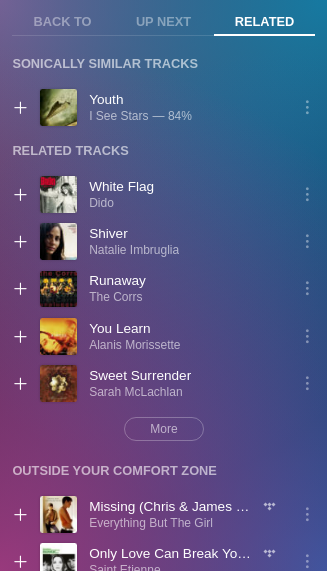 BACK TO
UP NEXT
RELATED
SONICALLY SIMILAR TRACKS
Youth
I See Stars — 84%
RELATED TRACKS
White Flag
Dido
Shiver
Natalie Imbruglia
Runaway
The Corrs
You Learn
Alanis Morissette
Sweet Surrender
Sarah McLachlan
More
OUTSIDE YOUR COMFORT ZONE
Missing (Chris & James ...
Everything But The Girl
Only Love Can Break Yo...
Saint Etienne